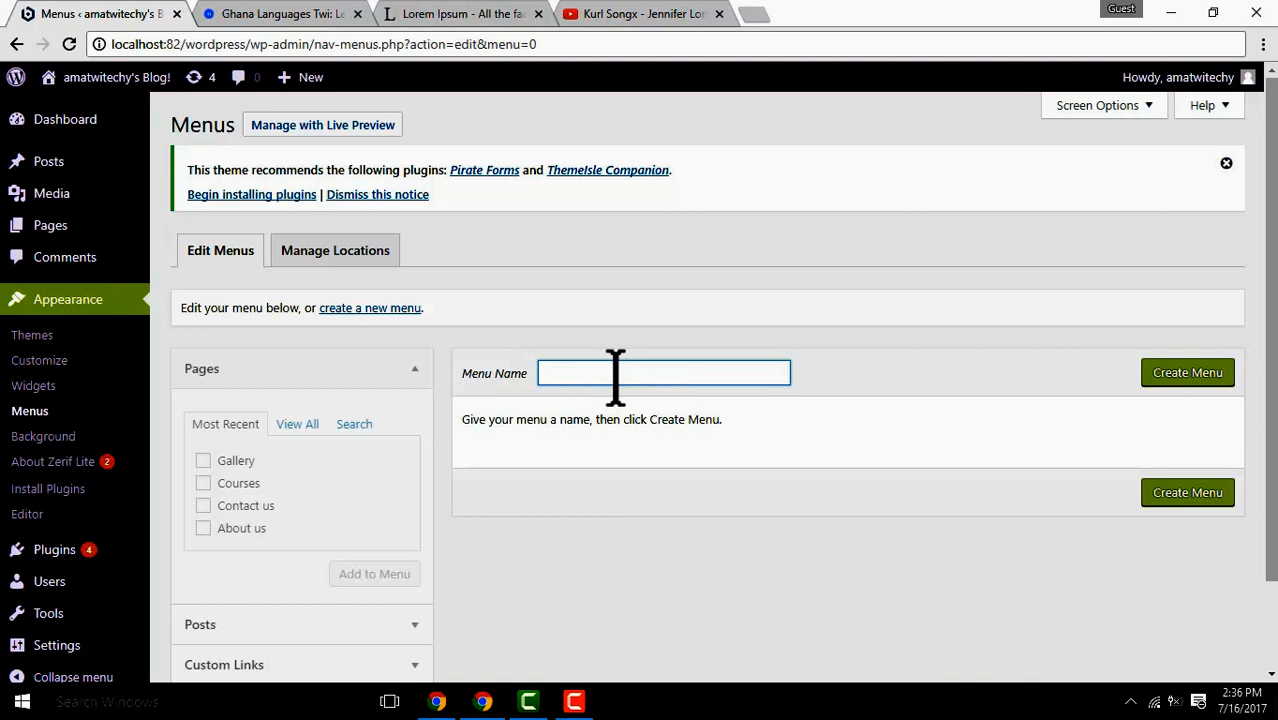 Menus ‹ amatwitechy's B
Ghana Languages Twi: Le
Lorem Ipsum - All the fac
Kurl Songx - Jennifer Lor
Guest
localhost:82/wordpress/wp-admin/nav-menus.php?action=edit&menu=0
amatwitechy's Blog!
4
0
New
Howdy, amatwitechy
Screen Options
Help
Dashboard
Posts
Media
Pages
Comments
Appearance
Themes
Customize
Widgets
Menus
Background
About Zerif Lite 2
Install Plugins
Editor
Plugins 4
Users
Tools
Settings
Collapse menu
Menus
Manage with Live Preview
This theme recommends the following plugins: Pirate Forms and ThemeIsle Companion.
Begin installing plugins | Dismiss this notice
Edit Menus
Manage Locations
Edit your menu below, or create a new menu.
Pages
Most Recent
View All
Search
Gallery
Courses
Contact us
About us
Add to Menu
Posts
Custom Links
Menu Name
Create Menu
Give your menu a name, then click Create Menu.
Create Menu
Search Windows
2:36 PM
7/16/2017